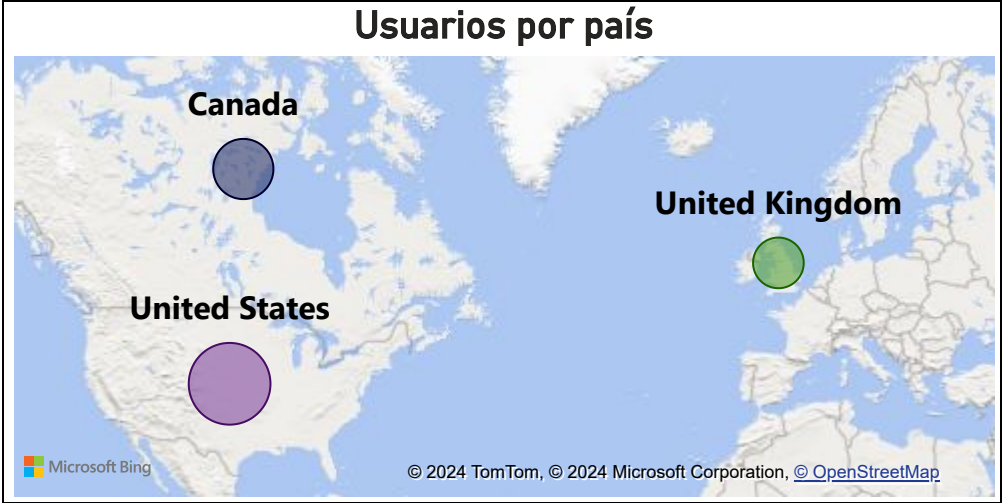 Usuarios por país
Canada
United Kingdom
United States
Microsoft Bing
© 2024 TomTom, © 2024 Microsoft Corporation, © OpenStreetMap